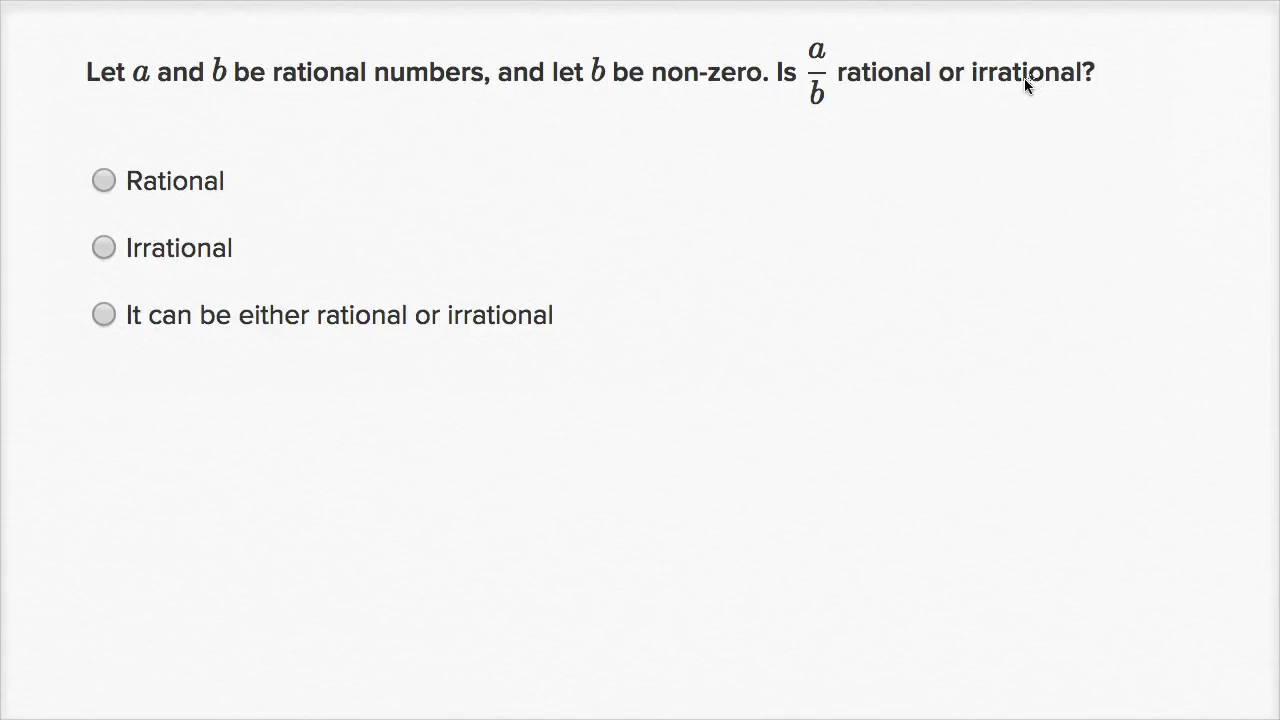 Let a and b be rational numbers, and let b be non-zero. Is a/b rational or irrational?
Rational
Irrational
It can be either rational or irrational